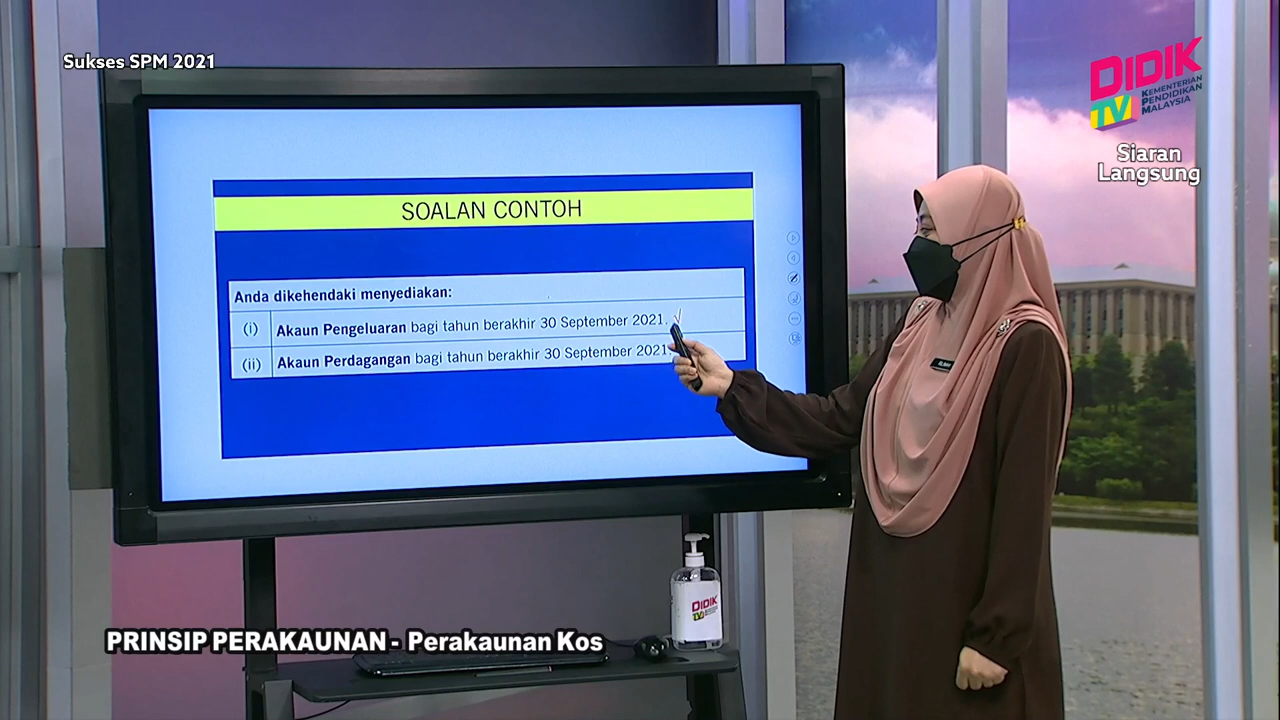 Sukses SPM 2021
DIDIK
TV
KEMENTERIAN
PENDIDIKAN
MALAYSIA
Siaran
Langsung
SOALAN CONTOH
Anda dikehendaki menyediakan:
(i) Akaun Pengeluaran bagi tahun berakhir 30 September 2021.
(ii) Akaun Perdagangan bagi tahun berakhir 30 September 2021.
DIDIK
TV
PRINSIP PERAKAUNAN - Perakaunan Kos